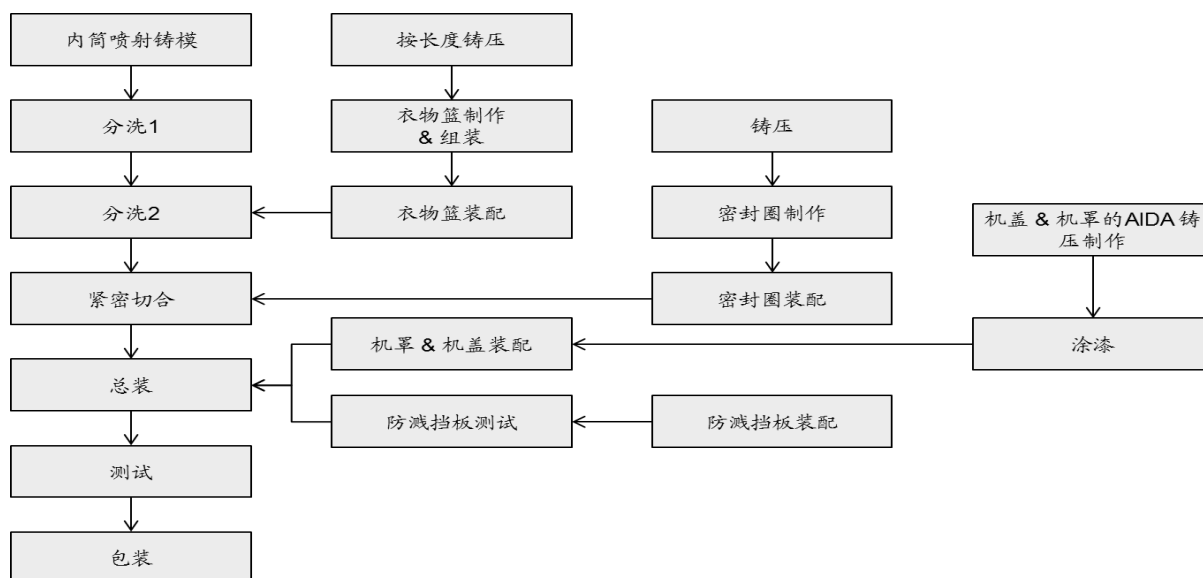 内筒喷射铸模
按长度铸压
分洗1
衣物篮制作
& 组装
铸压
分洗2
衣物篮装配
密封圈制作
机盖 & 机罩的AIDA 铸
压制作
紧密切合
密封圈装配
机罩 & 机盖装配
涂漆
总装
防溅挡板测试
防溅挡板装配
测试
包装